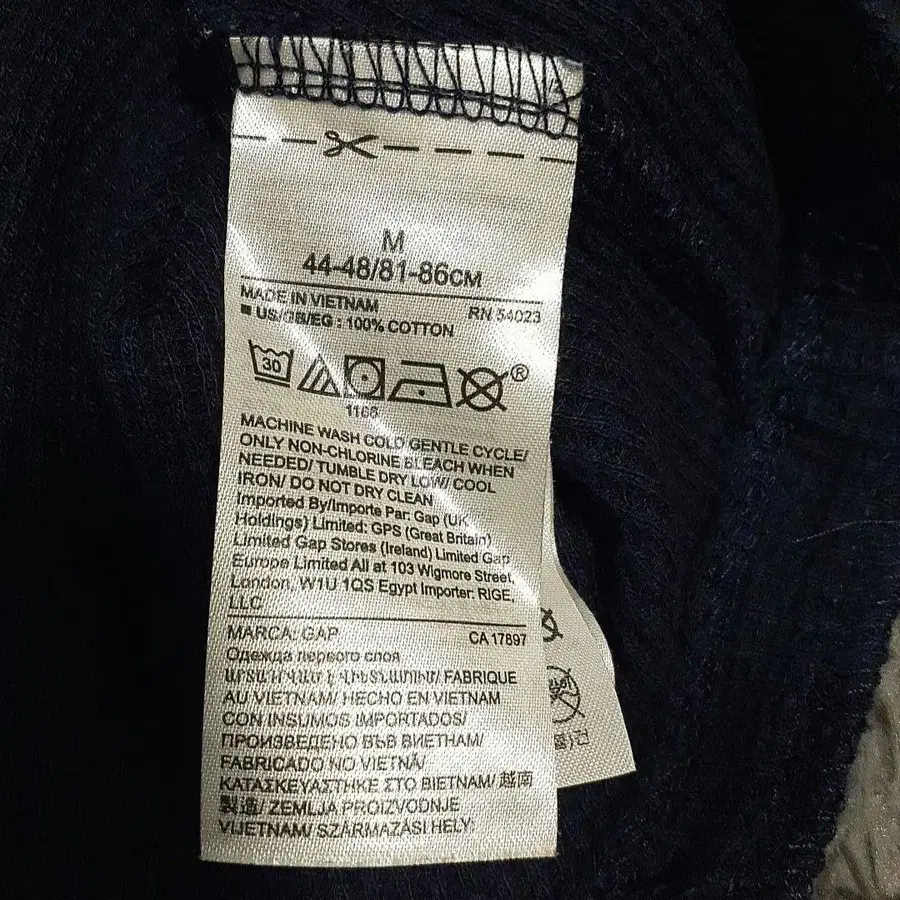 M
44-48/81-86CM
MADE IN VIETNAM
RN 54023
US/GB/EG : 100% COTTON
30
®
1168
MACHINE WASH COLD GENTLE CYCLE/
ONLY NON-CHLORINE BLEACH WHEN
NEEDED/ TUMBLE DRY LOW/ COOL
IRON/ DO NOT DRY CLEAN
Imported By/Importe Par: Gap (UK
Holdings) Limited: GPS (Great Britain)
Limited Gap Stores (Ireland) Limited Gap
Europe Limited All at 103 Wigmore Street,
London, W1U 1QS Egypt Importer: RIGE,
LLC
MARCA: GAP
CA 17897
Одежда первого слоя
ԱՐՏԱԴՐՎԱԾ Է ՎԻԵՏՆԱՄՈՒՄ/ FABRIQUE
AU VIETNAM/ HECHO EN VIETNAM
CON INSUMOS IMPORTADOS/
ПРОИЗВЕДЕНО ВЪВ ВИЕТНАМ/
FABRICADO NO VIETNÃ/
ΚΑΤΑΣΚΕΥΑΣΤΗΚΕ ΣΤΟ ΒΙΕΤΝΑΜ/ 越南
製造/ ZEMLJA PROIZVODNJE
VIJETNAM/ SZÁRMAZÁSI HELY: